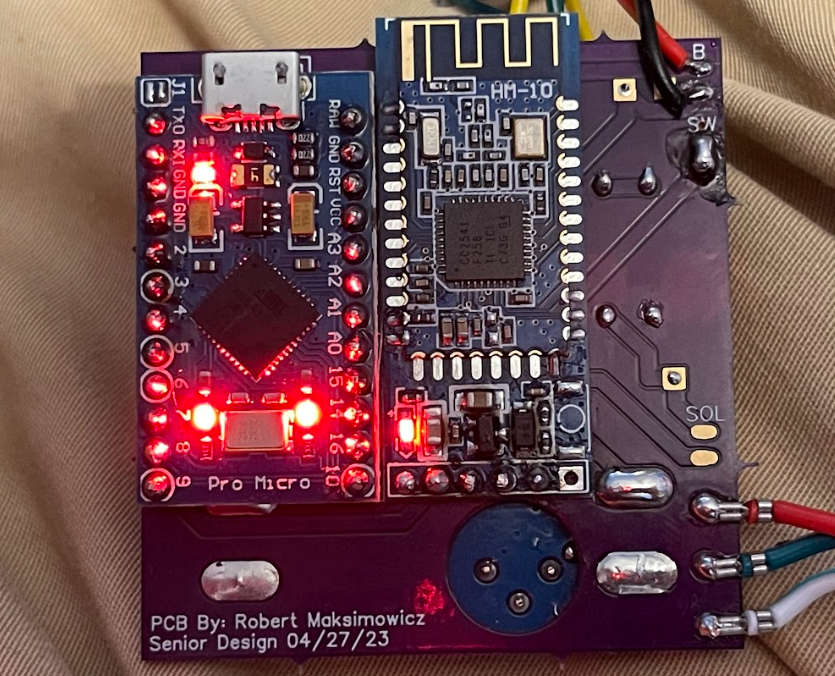 J1
TXO
RXI
GND
GND
2
3
4
5
6
7
8
9
RAW
GND
RST
VCC
A3
A2
A1
A0
15
14
16
10
Pro Micro
HM-10
CC2541
F256
B
SW
SOL
PCB By: Robert Maksimowicz
Senior Design 04/27/23